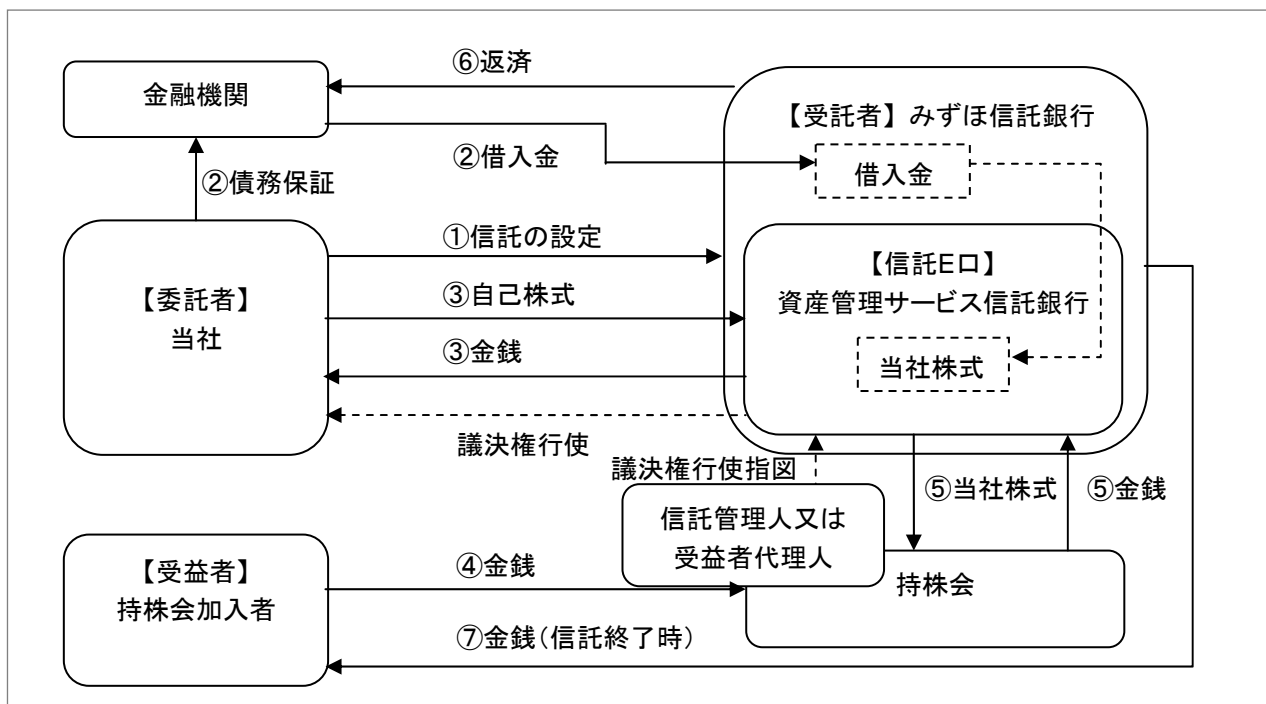 ⑥返済
金融機関
【受託者】みずほ信託銀行
②借入金
借入金
②債務保証
①信託の設定
【信託E口】
資産管理サービス信託銀行
【委託者】
当社
③自己株式
③金銭
当社株式
議決権行使
議決権行使指図
⑤当社株式
⑤金銭
信託管理人又は
受益者代理人
【受益者】
持株会加入者
④金銭
持株会
⑦金銭(信託終了時)